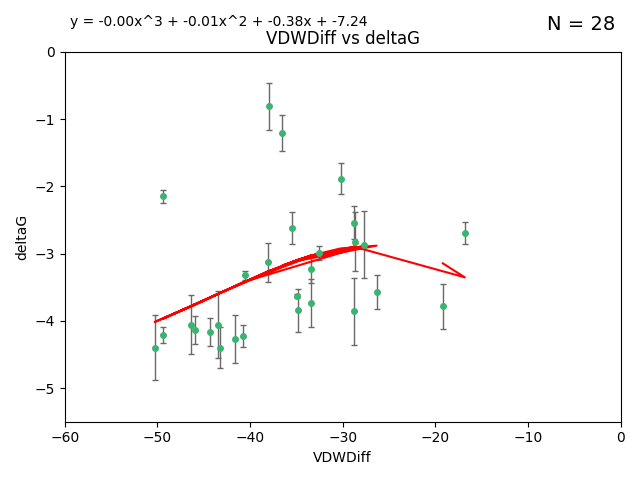 y = -0.00x^3 + -0.01x^2 + -0.38x + -7.24
N = 28
VDWDiff vs deltaG
0
−1
−2
−3
−4
−5
deltaG
−60
−50
−40
−30
−20
−10
0
VDWDiff